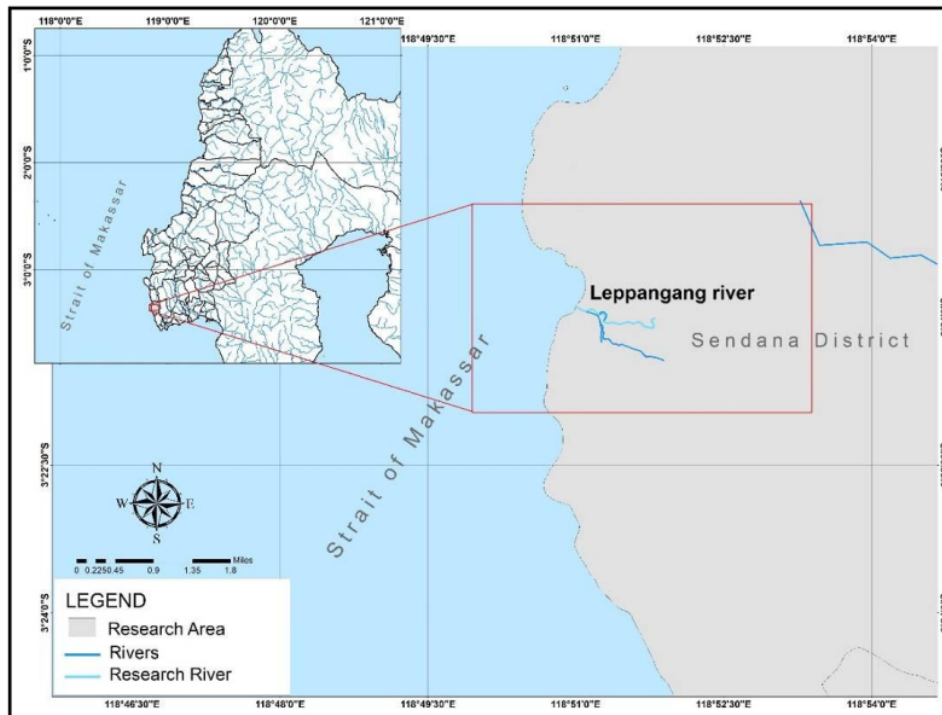 118°0'0"E 119°0'0"E 120°0'0"E 121°0'0"E
118°49'30"E 118°51'0"E 118°52'30"E 118°54'0"E
1°0'0"S
2°0'0"S
3°0'0"S
Strait of Makassar
Leppangang river
Sendana District
Strait of Makassar
3°22'30"S
3°24'0"S
N
W E
S
Miles
0 0.2250.45 0.9 1.35 1.8
LEGEND
Research Area
Rivers
Research River
118°46'30"E 118°48'0"E 118°49'30"E 118°51'0"E 118°52'30"E 118°54'0"E